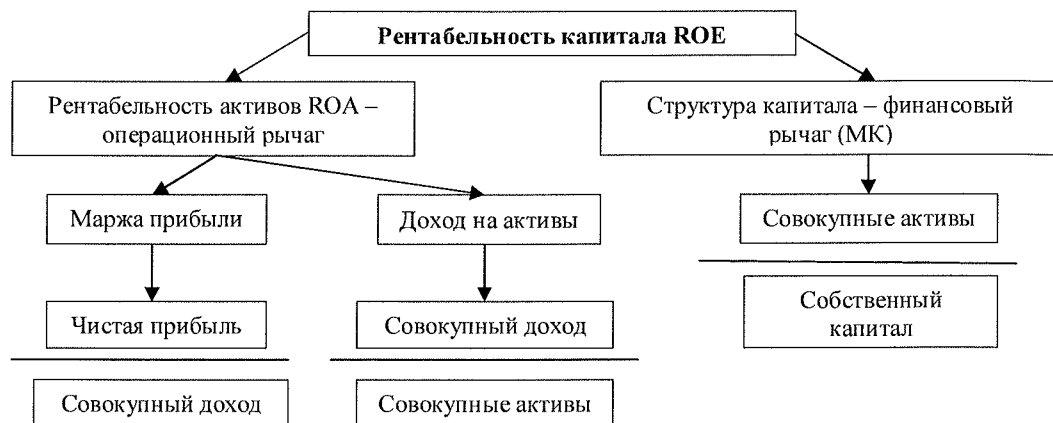 Рентабельность капитала ROE
Рентабельность активов ROA –
операционный рычаг
Структура капитала – финансовый
рычаг (МК)
Маржа прибыли
Доход на активы
Совокупные активы
Чистая прибыль
Совокупный доход
Собственный
капитал
Совокупный доход
Совокупные активы